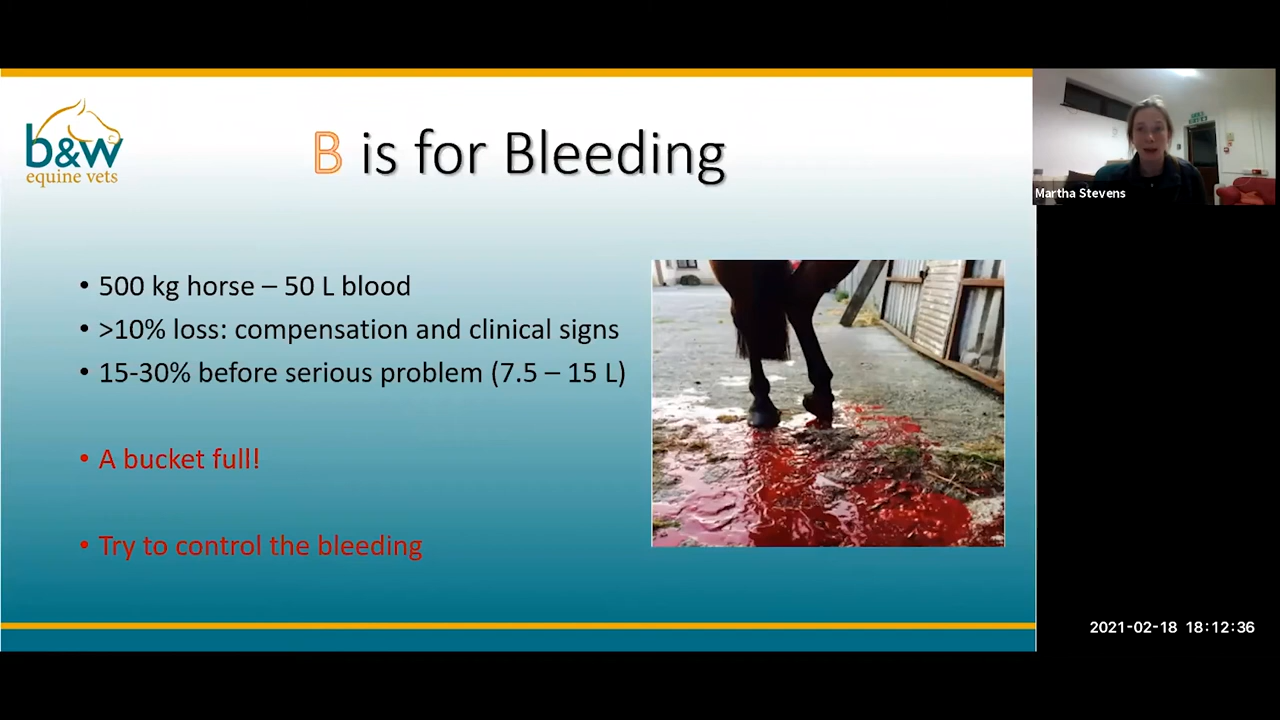 b&w
equine vets
B is for Bleeding
• 500 kg horse – 50 L blood
• >10% loss: compensation and clinical signs
• 15-30% before serious problem (7.5 – 15 L)
• A bucket full!
• Try to control the bleeding
Martha Stevens
2021-02-18 18:12:36